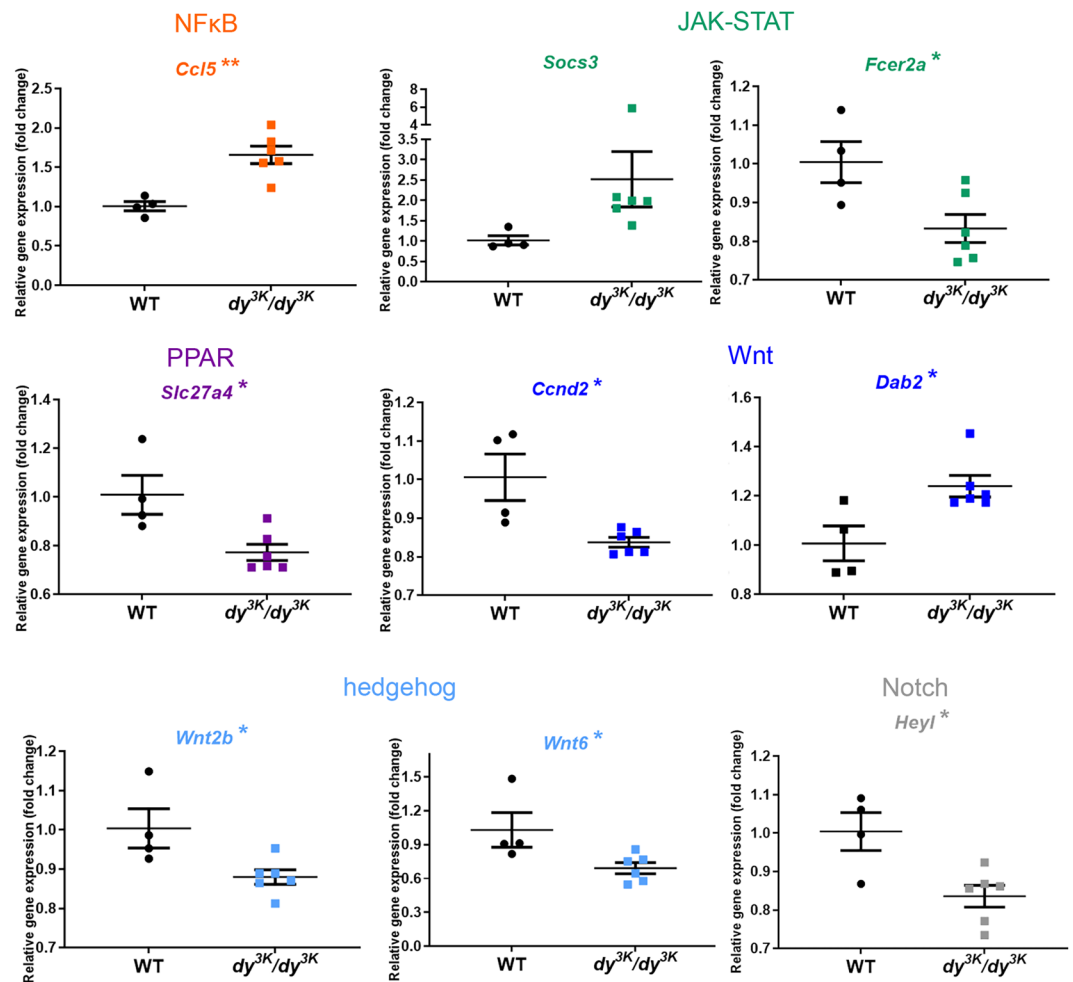 NFκB
JAK-STAT
Ccl5 **
Socs3
Fcer2a *
Relative gene expression (fold change)
2.5
2.0
1.5
1.0
0.5
0.0
WT
dy3K/dy3K
Relative gene expression (fold change)
8
6
4
3.5
3.0
2.5
2.0
1.5
1.0
0.5
0.0
WT
dy3K/dy3K
Relative gene expression (fold change)
1.2
1.1
1.0
0.9
0.8
0.7
WT
dy3K/dy3K
PPAR
Wnt
Slc27a4 *
Ccnd2 *
Dab2 *
Relative gene expression (fold change)
1.4
1.2
1.0
0.8
0.6
WT
dy3K/dy3K
Relative gene expression (fold change)
1.2
1.1
1.0
0.9
0.8
0.7
WT
dy3K/dy3K
1.6
1.4
1.2
1.0
0.8
WT
dy3K/dy3K
hedgehog
Notch
Wnt2b *
Wnt6 *
Heyl *
Relative gene expression (fold change)
1.2
1.1
1.0
0.9
0.8
0.7
WT
dy3K/dy3K
Relative gene expression (fold change)
1.5
1.2
0.9
0.6
0.3
0.0
WT
dy3K/dy3K
Relative gene expression (fold change)
1.2
1.1
1.0
0.9
0.8
0.7
WT
dy3K/dy3K